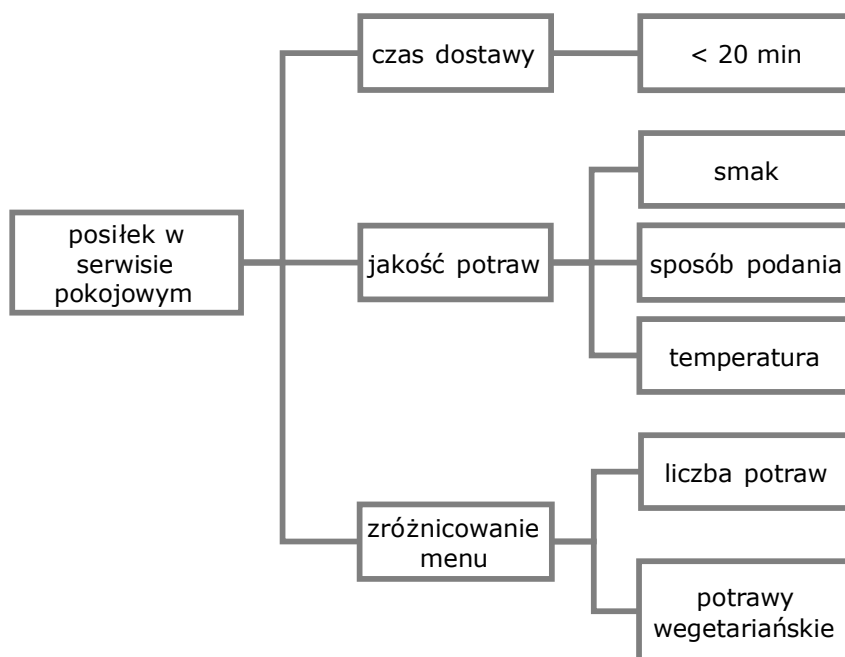 czas dostawy
< 20 min
smak
posiłek w
serwisie
pokojowym
jakość potraw
sposób podania
temperatura
liczba potraw
zróżnicowanie
menu
potrawy
wegetariańskie